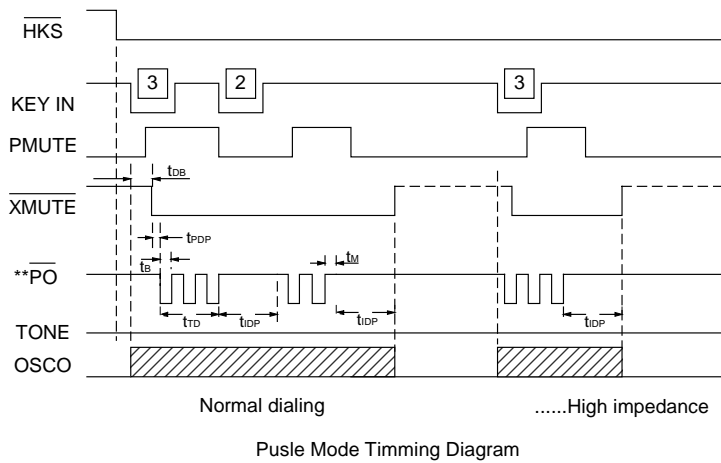 HKS
3 2 3
KEY IN
PMUTE
tDB
XMUTE
tPDP
tB tM
**PO
tTD tIDP tIDP tIDP
TONE
OSCO
Normal dialing ......High impedance
Pusle Mode Timming Diagram